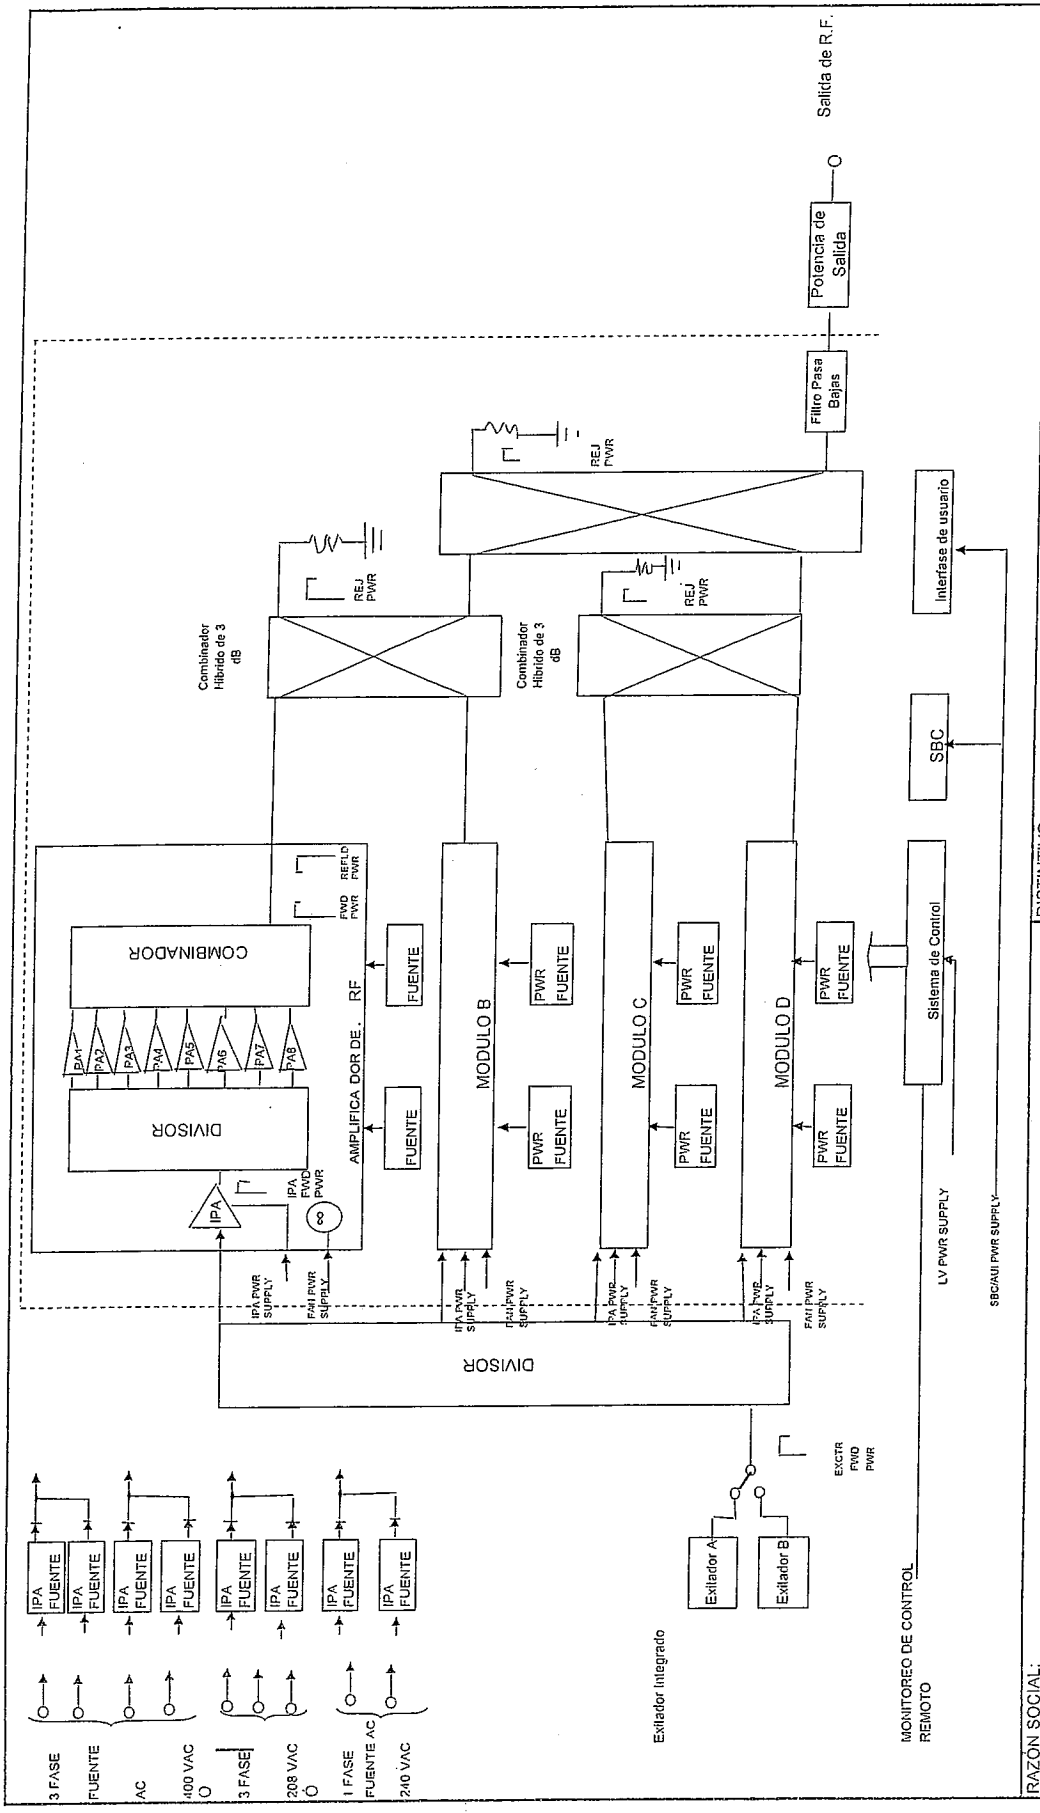 3 FASE
FUENTE
AC
400 VAC
Ó
3 FASE
208 VAC
Ó
1 FASE
FUENTE AC
240 VAC
IPA
FUENTE
IPA
FUENTE
IPA
FUENTE
IPA
FUENTE
IPA
FUENTE
IPA
FUENTE
IPA
FUENTE
IPA
FUENTE
Exitador Integrado
Exitador A
Exitador B
EXCTR
FWD
PWR
MONITOREO DE CONTROL
REMOTO
DIVISOR
IPA PWR
SUPPLY
FAN PWR
SUPPLY
IPA PWR
SUPPLY
FAN PWR
SUPPLY
IPA PWR
SUPPLY
FAN PWR
SUPPLY
IPA PWR
SUPPLY
FAN PWR
SUPPLY
IPA
IPA
FWD
PWR
DIVISOR
PA1
PA2
PA3
PA4
PA5
PA6
PA7
PA8
COMBINADOR
FWD
PWR
REFLD
PWR
AMPLIFICA DOR DE . RF
FUENTE
FUENTE
MODULO B
PWR
FUENTE
PWR
FUENTE
MODULO C
PWR
FUENTE
PWR
FUENTE
MODULO D
PWR
FUENTE
PWR
FUENTE
Combinador
Hibrido de 3
dB
REJ
PWR
Combinador
Hibrido de 3
dB
REJ
PWR
REJ
PWR
Filtro Pasa
Bajas
Potencia de
Salida
Salida de R.F.
Sistema de Control
SBC
Interfase de usuario
LV PWR SUPPLY
SBC/AUI PWR SUPPLY
RAZÓN SOCIAL:
DISTINTIVO